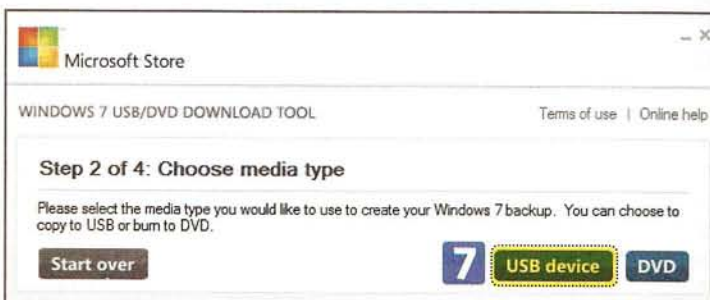 Microsoft Store
WINDOWS 7 USB/DVD DOWNLOAD TOOL
Terms of use | Online help
Step 2 of 4: Choose media type
Please select the media type you would like to use to create your Windows 7 backup. You can choose to
copy to USB or burn to DVD.
Start over
7
USB device
DVD